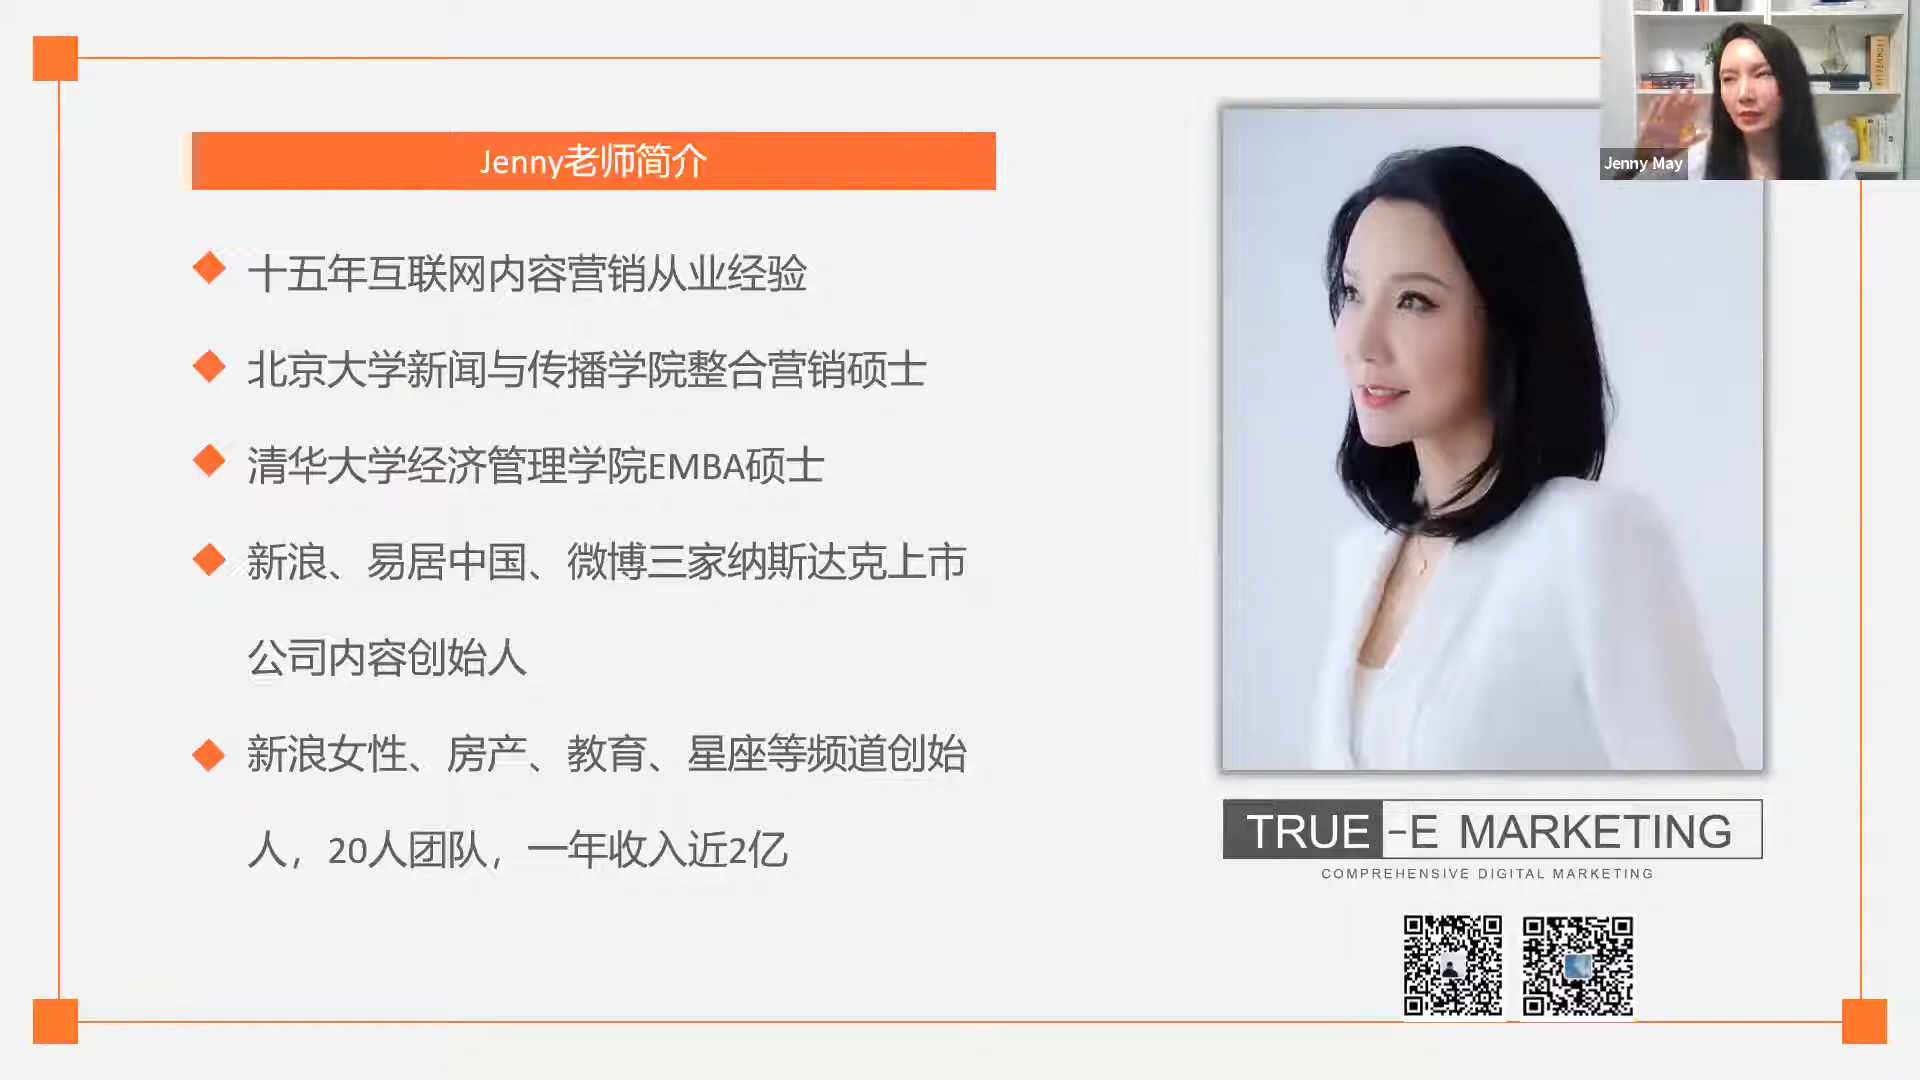 Jenny老师简介
十五年互联网内容营销从业经验
北京大学新闻与传播学院整合营销硕士
清华大学经济管理学院EMBA硕士
新浪、易居中国、微博三家纳斯达克上市
公司内容创始人
新浪女性、房产、教育、星座等频道创始
人，20人团队，一年收入近2亿
Jenny May
TRUE-E MARKETING
COMPREHENSIVE DIGITAL MARKETING